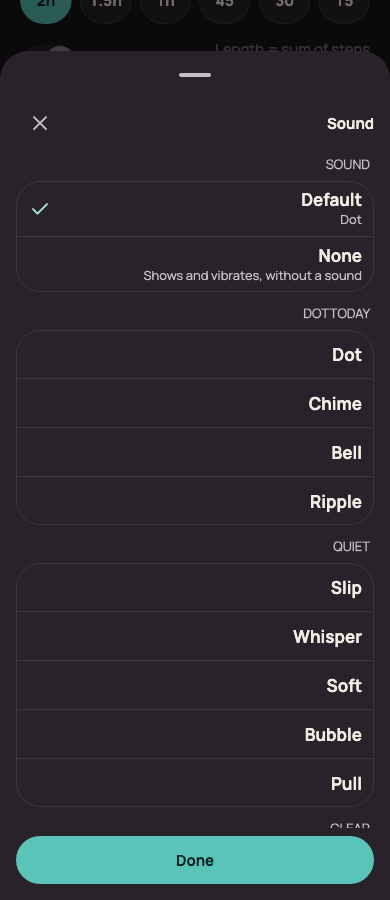 2h
1.5h
1h
45
30
15
Length = sum of steps
Sound
SOUND
Default
Dot
None
Shows and vibrates, without a sound
DOTTODAY
Dot
Chime
Bell
Ripple
QUIET
Slip
Whisper
Soft
Bubble
Pull
CLEAR
Done